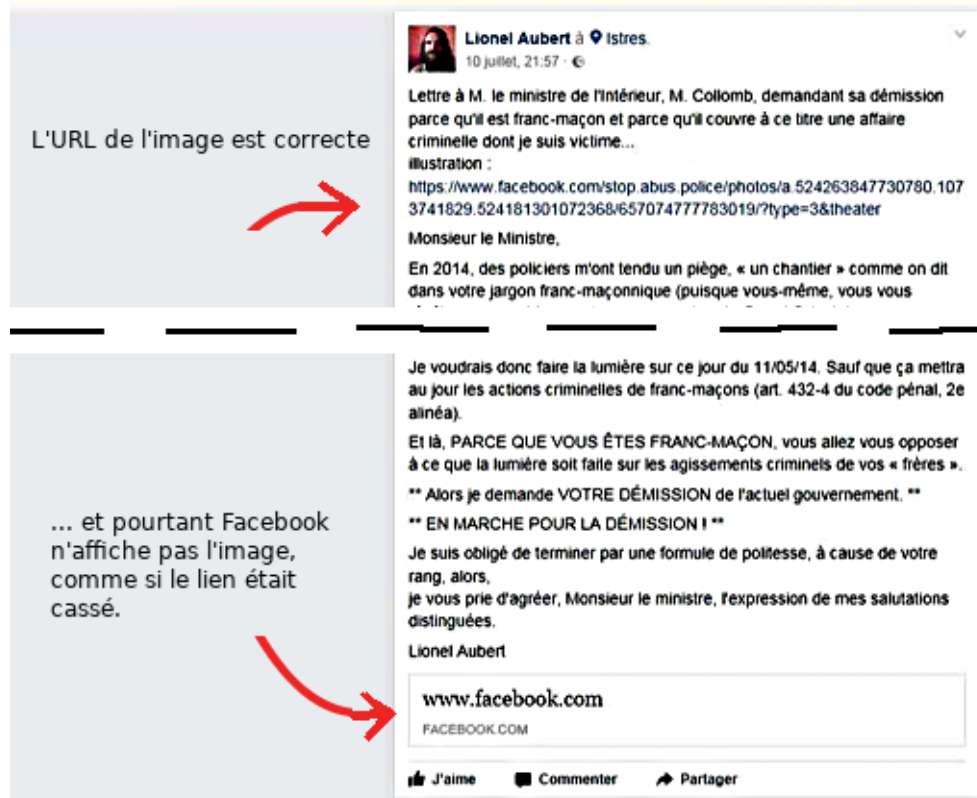 Lionel Aubert à Istres.
10 juillet, 21:57 ·
Lettre à M. le ministre de l'Intérieur, M. Collomb, demandant sa démission
parce qu'il est franc-maçon et parce qu'il couvre à ce titre une affaire
criminelle dont je suis victime...
illustration :
https://www.facebook.com/stop.abus.police/photos/a.524263847730780.107
3741829.524181301072368/657074777783019/?type=3&theater
L'URL de l'image est correcte
Monsieur le Ministre,
En 2014, des policiers m'ont tendu un piège, « un chantier » comme on dit
dans votre jargon franc-maçonnique (puisque vous-même, vous vous
Je voudrais donc faire la lumière sur ce jour du 11/05/14. Sauf que ça mettra
au jour les actions criminelles de franc-maçons (art. 432-4 du code pénal, 2e
alinéa).
Et là, PARCE QUE VOUS ÊTES FRANC-MAÇON, vous allez vous opposer
à ce que la lumière soit faite sur les agissements criminels de vos « frères ».
** Alors je demande VOTRE DÉMISSION de l'actuel gouvernement. **
** EN MARCHE POUR LA DÉMISSION ! **
Je suis obligé de terminer par une formule de politesse, à cause de votre
rang, alors,
je vous prie d'agréer, Monsieur le ministre, l'expression de mes salutations
distinguées.
Lionel Aubert
... et pourtant Facebook
n'affiche pas l'image,
comme si le lien était
cassé.
www.facebook.com
FACEBOOK.COM
J'aime Commenter Partager